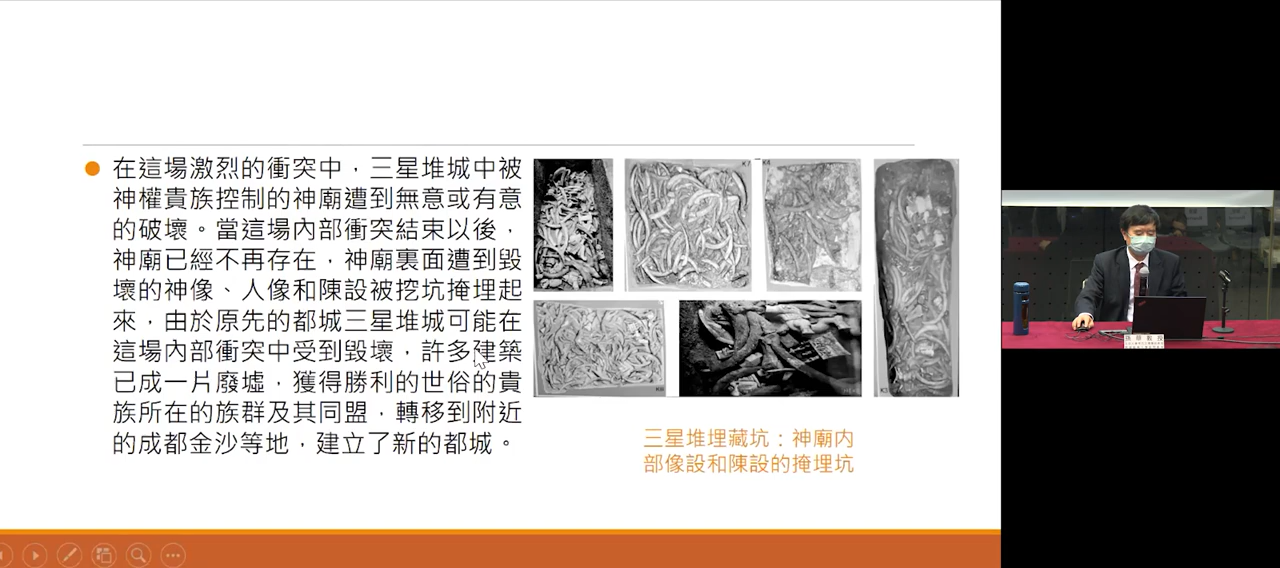 在這場激烈的衝突中，三星堆城中被
神權貴族控制的神廟遭到無意或有意
的破壞。當這場內部衝突結束以後，
神廟已經不再存在，神廟裏面遭到毀
壞的神像、人像和陳設被挖坑掩埋起
來，由於原先的都城三星堆城可能在
這場內部衝突中受到毀壞，許多建築
已成一片廢墟，獲得勝利的世俗的貴
族所在的族群及其同盟，轉移到附近
的成都金沙等地，建立了新的都城。
K7
K3
三星堆埋藏坑：神廟内
部像設和陳設的掩埋坑